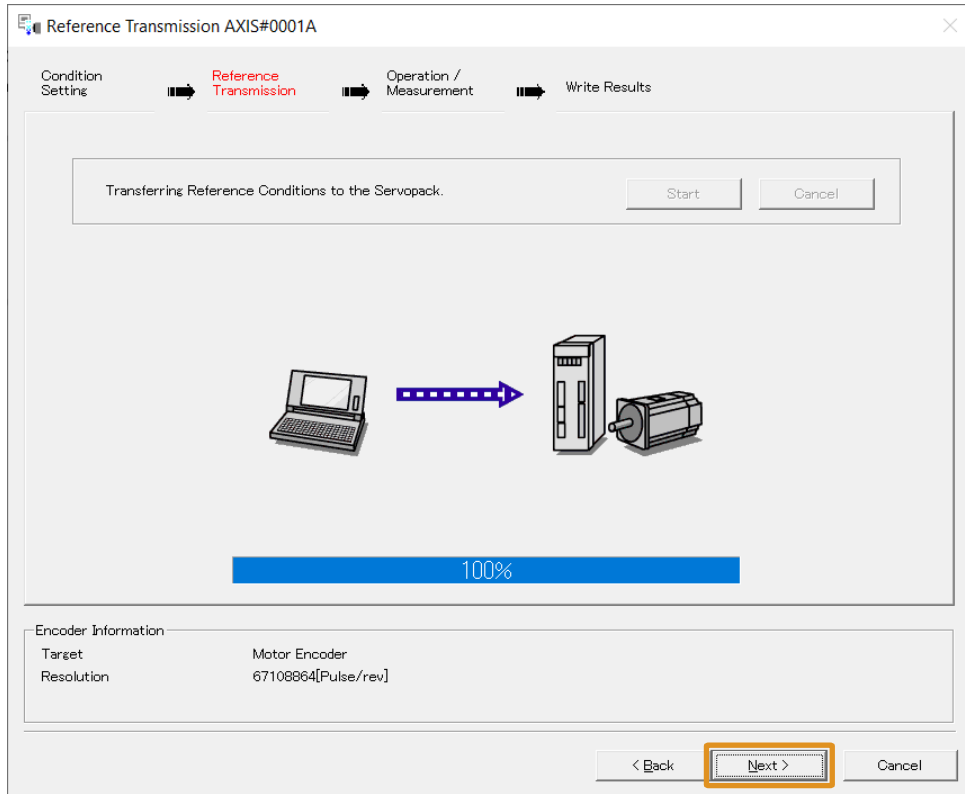 Reference Transmission AXIS#0001A
Condition
Setting
Reference
Transmission
Operation /
Measurement
Write Results
Transferring Reference Conditions to the Servopack.
Start
Cancel
100%
Encoder Information
Target Motor Encoder
Resolution 67108864[Pulse/rev]
< Back
Next >
Cancel